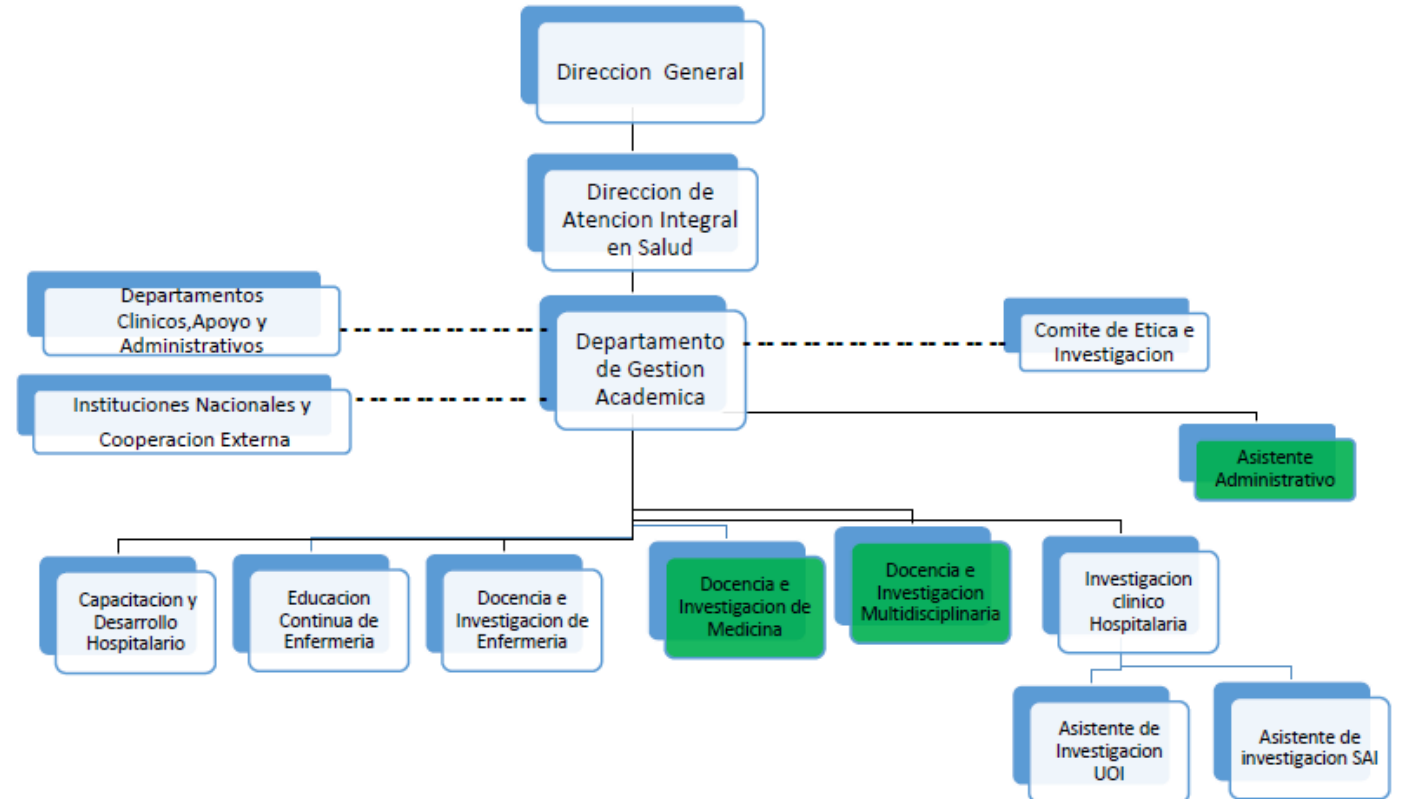 Direccion General
Direccion de
Atencion Integral
en Salud
Departamentos
Clinicos,Apoyo y
Administrativos
Departamento
de Gestion
Academica
Comite de Etica e
Investigacion
Instituciones Nacionales y
Cooperacion Externa
Asistente
Administrativo
Capacitacion y
Desarrollo
Hospitalario
Educacion
Continua de
Enfermeria
Docencia e
Investigacion de
Enfermeria
Docencia e
Investigacion de
Medicina
Docencia e
Investigacion
Multidisciplinaria
Investigacion
clinico
Hospitalaria
Asistente de
Investigacion
UOI
Asistente de
investigacion SAI